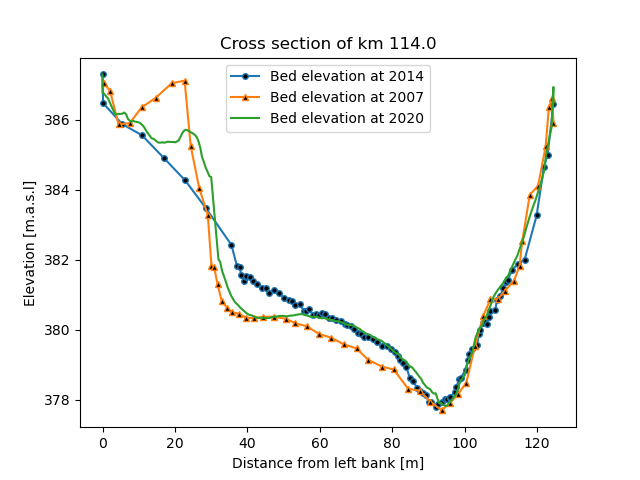 Cross section of km 114.0
Bed elevation at 2014
Bed elevation at 2007
Bed elevation at 2020
Elevation [m.a.s.l]
386
384
382
380
378
0 20 40 60 80 100 120
Distance from left bank [m]